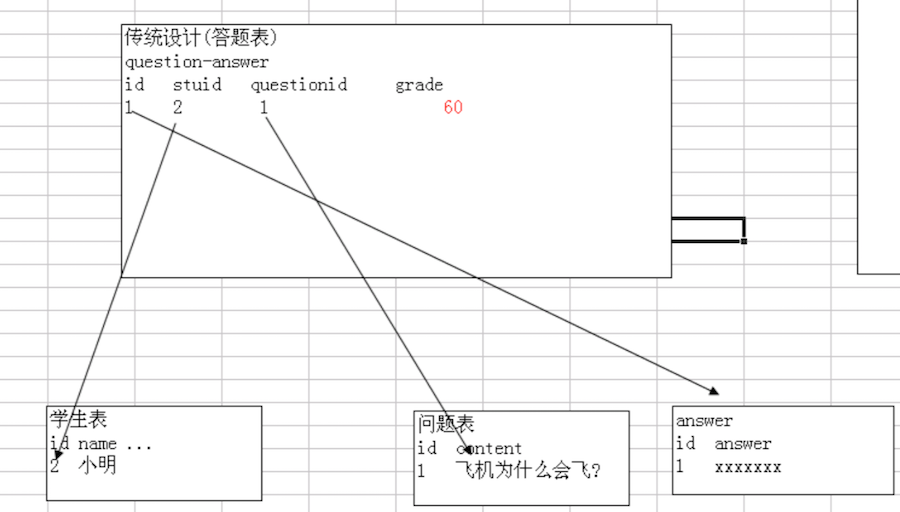 传统设计(答题表)
question-answer
id stuid questionid grade
1 2 1 60
学生表
id name ...
2 小明
问题表
id content
1 飞机为什么会飞?
answer
id answer
1 xxxxxxx